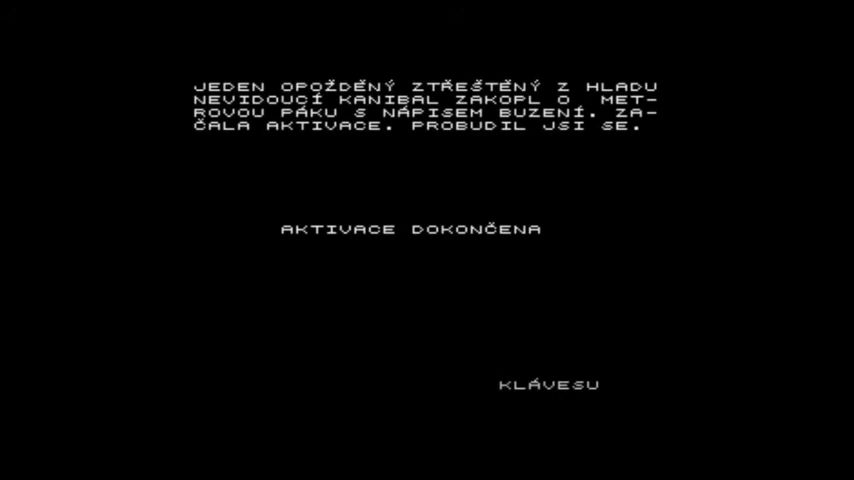 JEDEN OPOŽDĚNÝ ZTŘEŠTĚNÝ Z HLADU
NEVIDOUCÍ KANIBAL ZAKOPL O MET-
ROVOU PÁKU S NÁPISEM BUZENÍ. ZA-
ČALA AKTIVACE. PROBUDIL JSI SE.
AKTIVACE DOKONČENA
KLÁVESU